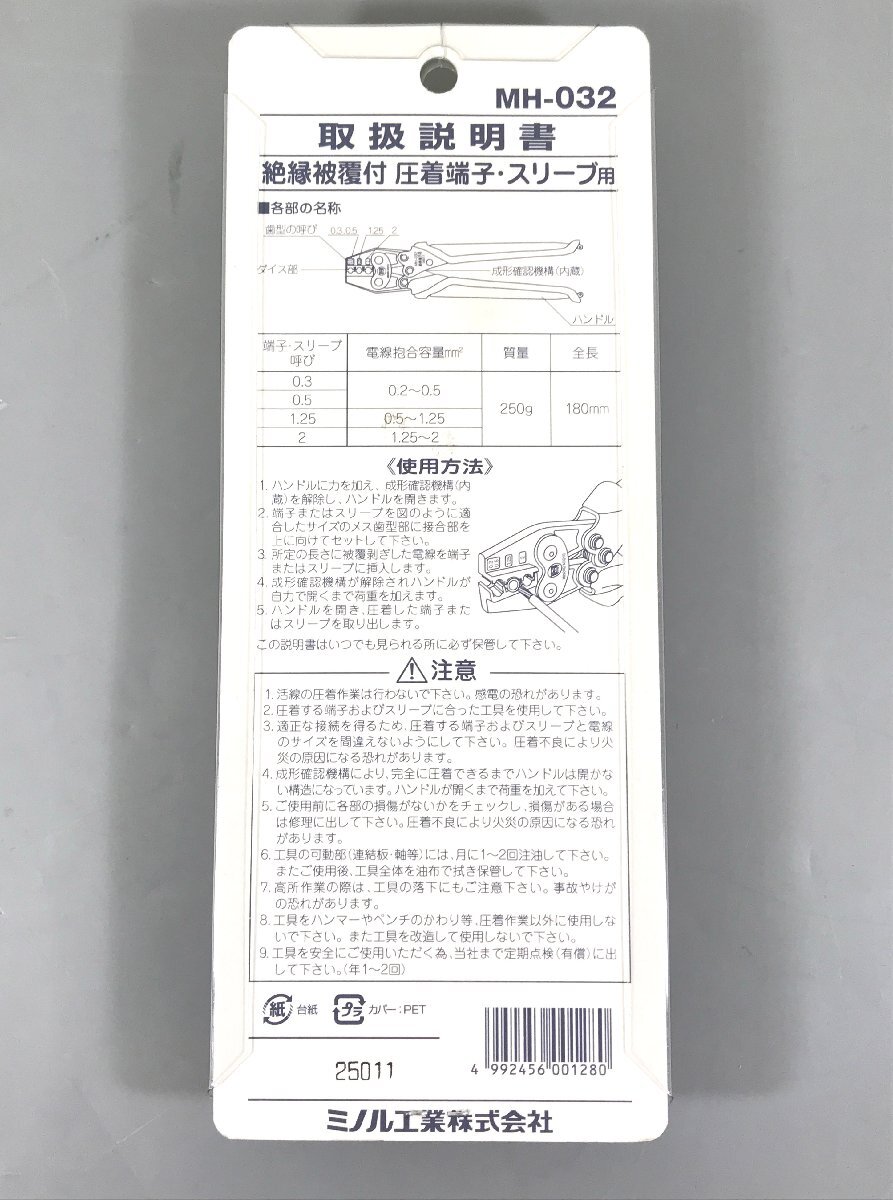 MH-032
取扱説明書
絶縁被覆付 圧着端子・スリーブ用
■各部の名称
歯型の呼び 0.3,0.5 1.25 2
ダイス部
成形確認機構(内蔵)
ハンドル
端子・スリーブ呼び 電線抱合容量mm² 質量 全長
0.3 0.2〜0.5 250g 180mm
0.5
1.25 0.5〜1.25
2 1.25〜2
《使用方法》
1. ハンドルに力を加え、成形確認機構(内
蔵)を解除し、ハンドルを開きます。
2. 端子またはスリーブを図のように適
合したサイズのメス歯型部に接合部を
上に向けてセットして下さい。
3. 所定の長さに被覆剥ぎした電線を端子
またはスリーブに挿入します。
4. 成形確認機構が解除されハンドルが
自力で開くまで荷重を加えます。
5. ハンドルを開き、圧着した端子また
はスリーブを取り出します。
この説明書はいつでも見られる所に必ず保管して下さい。
注意
1. 活線の圧着作業は行わないで下さい。感電の恐れがあります。
2. 圧着する端子およびスリーブに合った工具を使用して下さい。
3. 適正な接続を得るため、圧着する端子およびスリーブと電線
のサイズを間違えないようにして下さい。圧着不良により火
災の原因になる恐れがあります。
4. 成形確認機構により、完全に圧着できるまでハンドルは開かな
い構造になっています。ハンドルが開くまで荷重を加えて下さい。
5. ご使用前に各部の損傷がないかをチェックし、損傷がある場合
は修理に出して下さい。圧着不良により火災の原因になる恐れ
があります。
6. 工具の可動部(連結板・軸等)には、月に1〜2回注油して下さい。
またご使用後、工具全体を油布で拭き保管して下さい。
7. 高所作業の際は、工具の落下にもご注意下さい。事故やけが
の恐れがあります。
8. 工具をハンマーやペンチのかわり等、圧着作業以外に使用しな
いで下さい。また工具を改造して使用しないで下さい。
9. 工具を安全にご使用いただく為、当社まで定期点検(有償)に出
して下さい。(年1〜2回)
紙 台紙 プラ カバー:PET
25011
4 992456 001280
ミノル工業株式会社